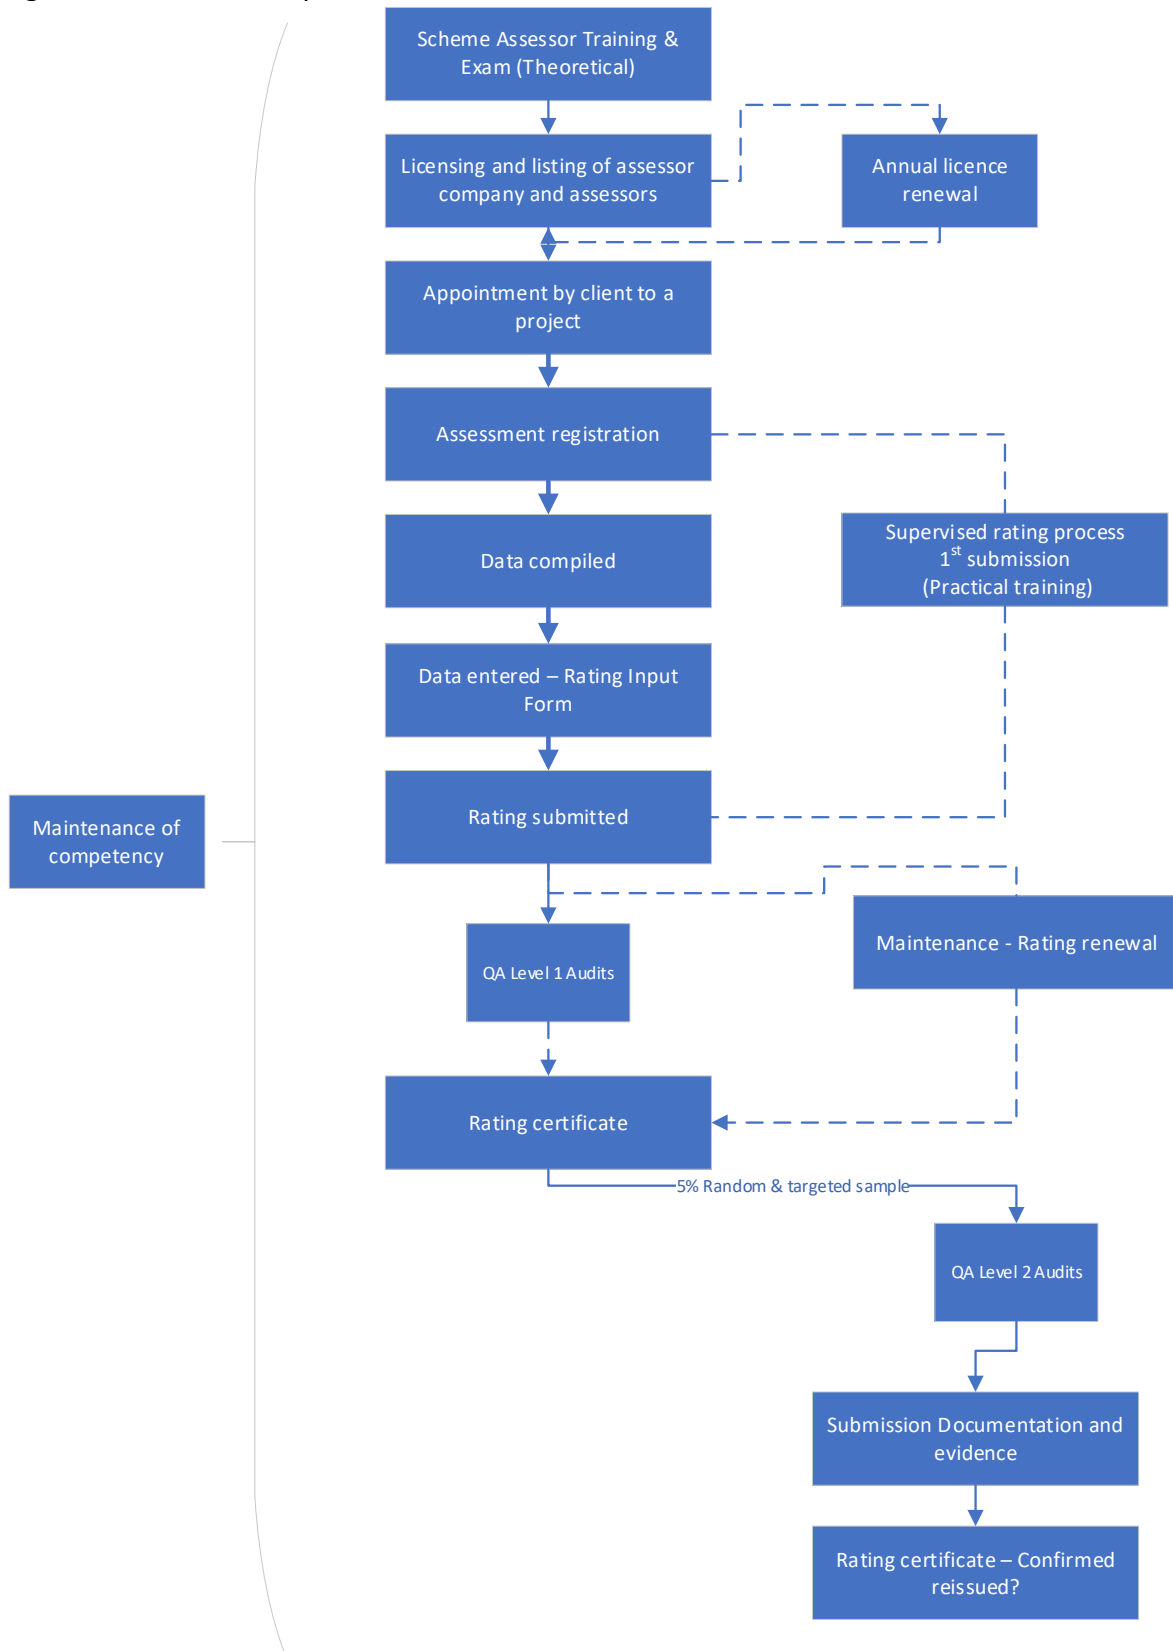 Scheme Assessor Training &
Exam (Theoretical)
Licensing and listing of assessor
company and assessors
Annual licence
renewal
Appointment by client to a
project
Assessment registration
Data compiled
Supervised rating process
1st submission
(Practical training)
Data entered – Rating Input
Form
Rating submitted
Maintenance of
competency
Maintenance - Rating renewal
QA Level 1 Audits
Rating certificate
5% Random & targeted sample
QA Level 2 Audits
Submission Documentation and
evidence
Rating certificate – Confirmed
reissued?